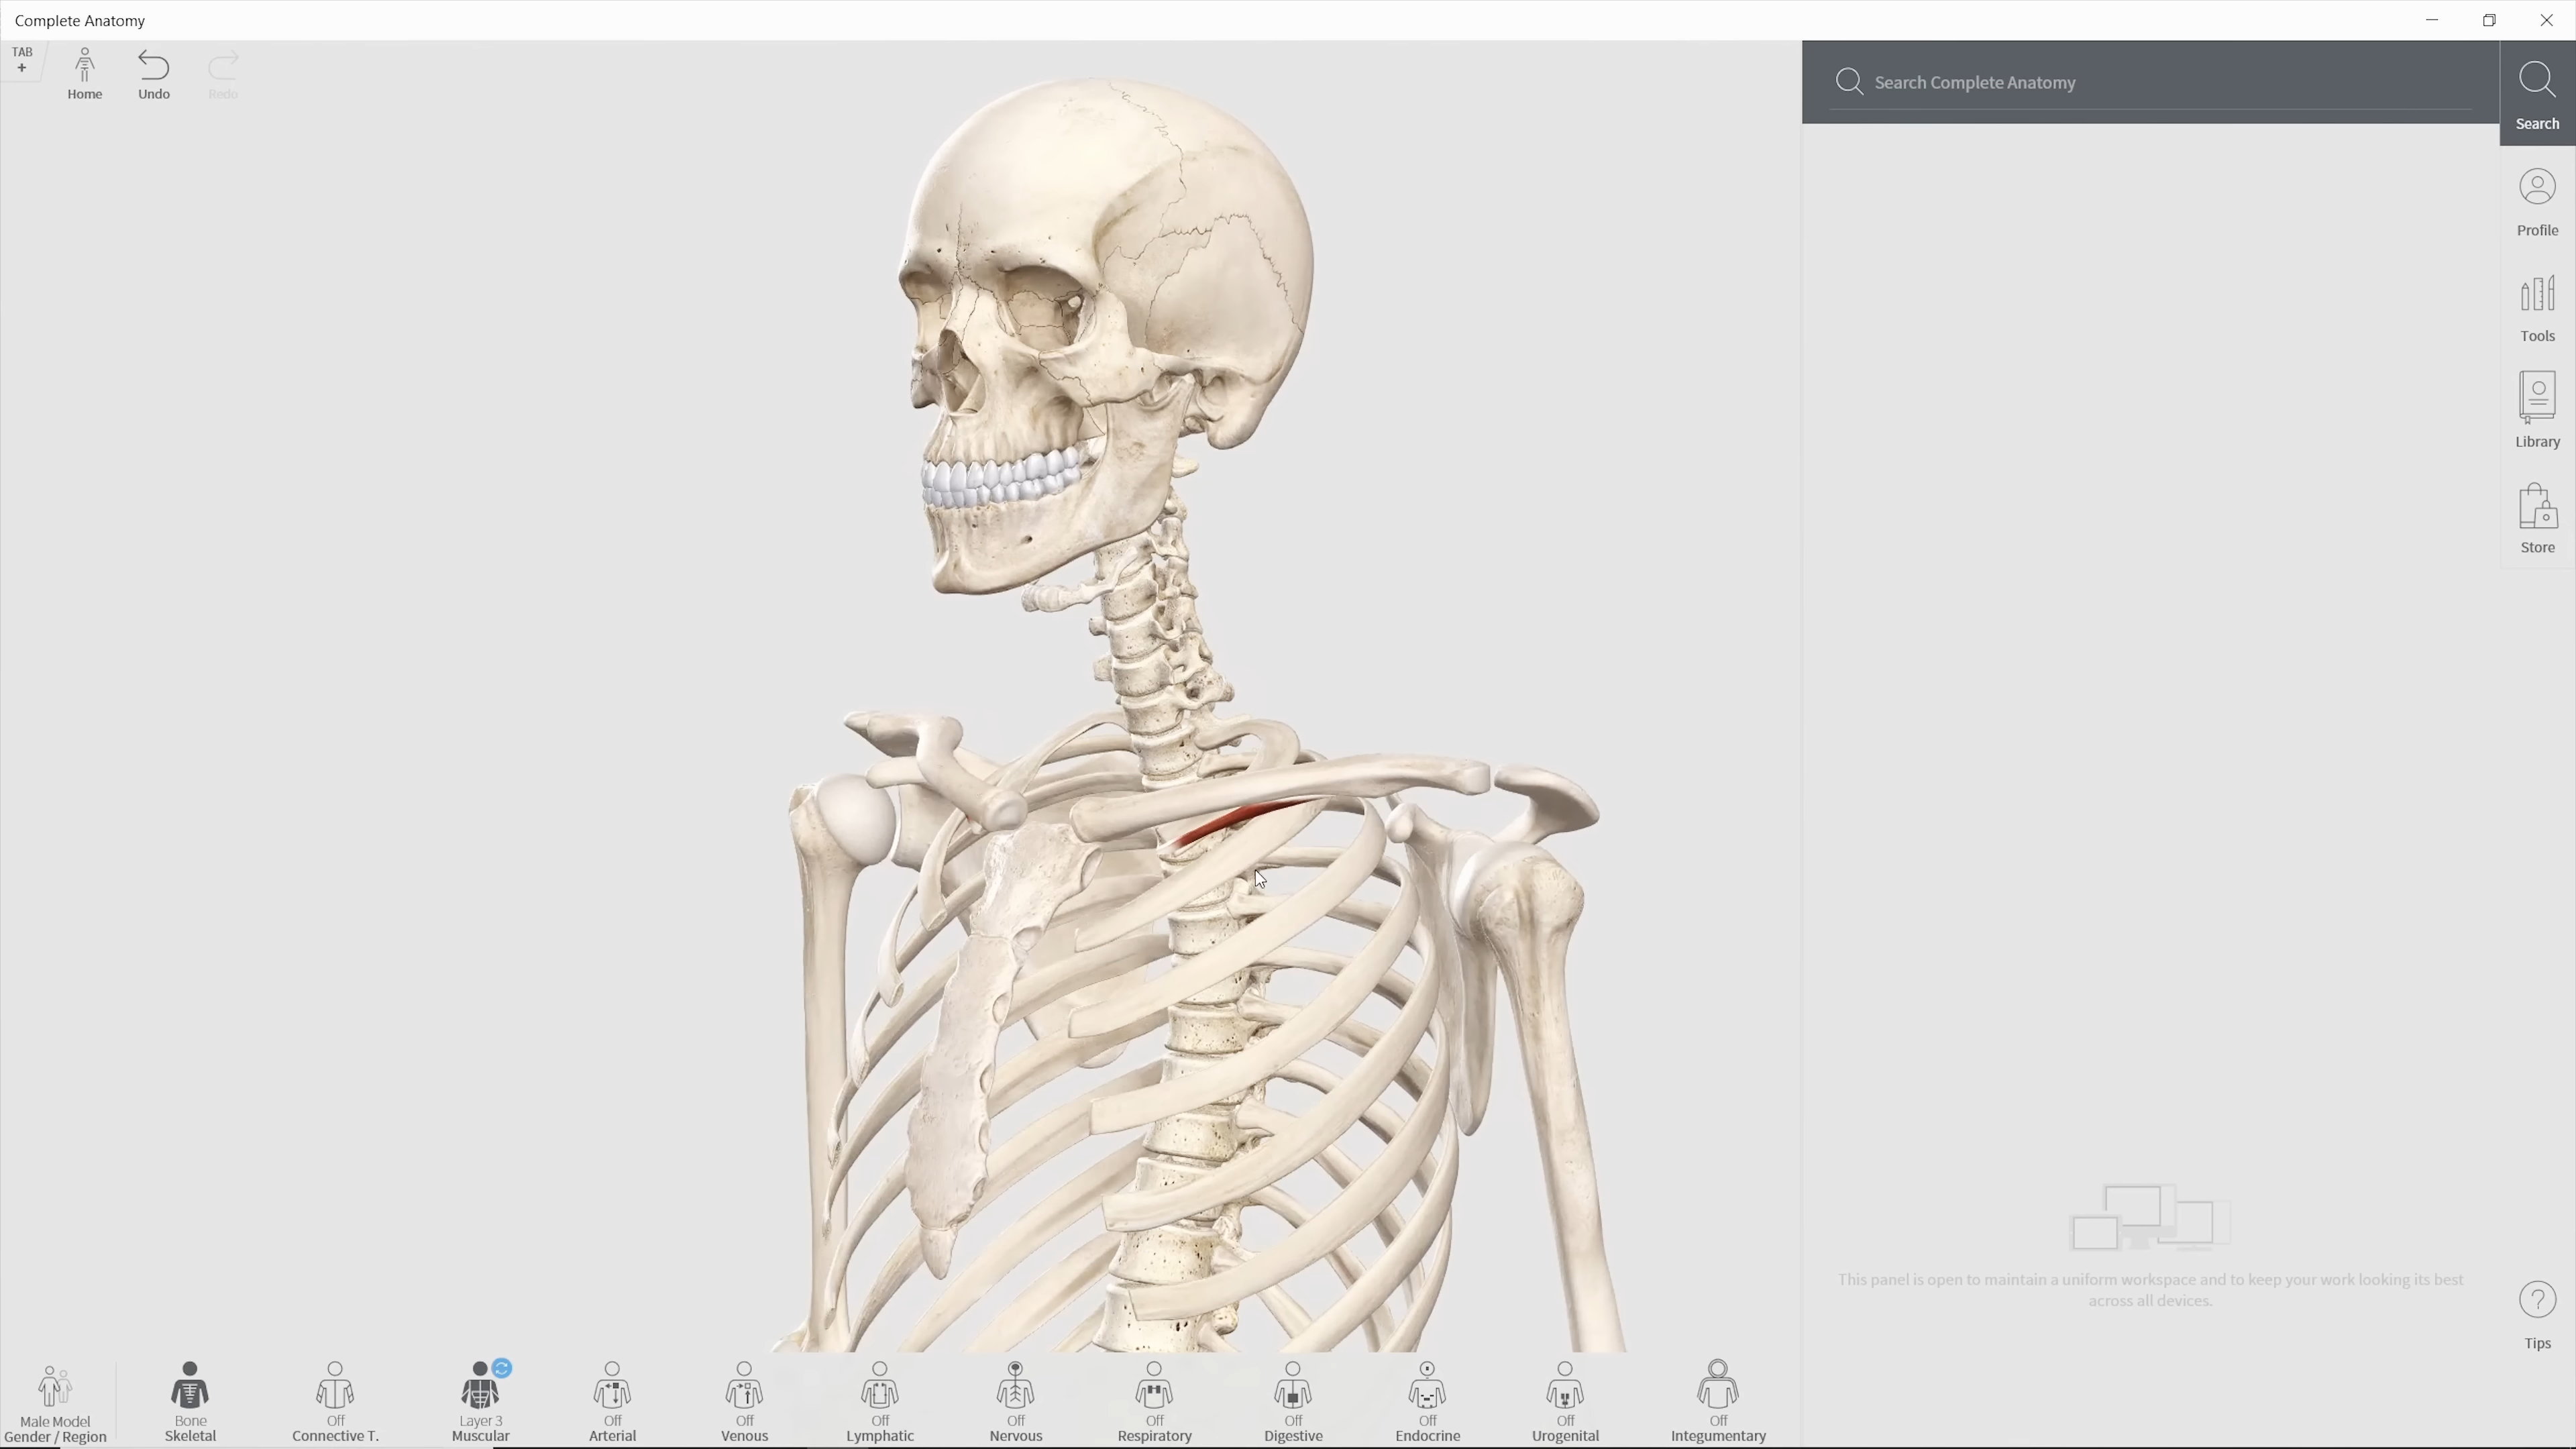 Complete Anatomy
TAB
+
Home
Undo
Redo
Search Complete Anatomy
Search
Profile
Tools
Library
Store
This panel is open to maintain a uniform workspace and to keep your work looking its best
across all devices.
?
Tips
Male Model
Gender / Region
Bone
Skeletal
Off
Connective T.
Layer 3
Muscular
Off
Arterial
Off
Venous
Off
Lymphatic
Off
Nervous
Off
Respiratory
Off
Digestive
Off
Endocrine
Off
Urogenital
Off
Integumentary